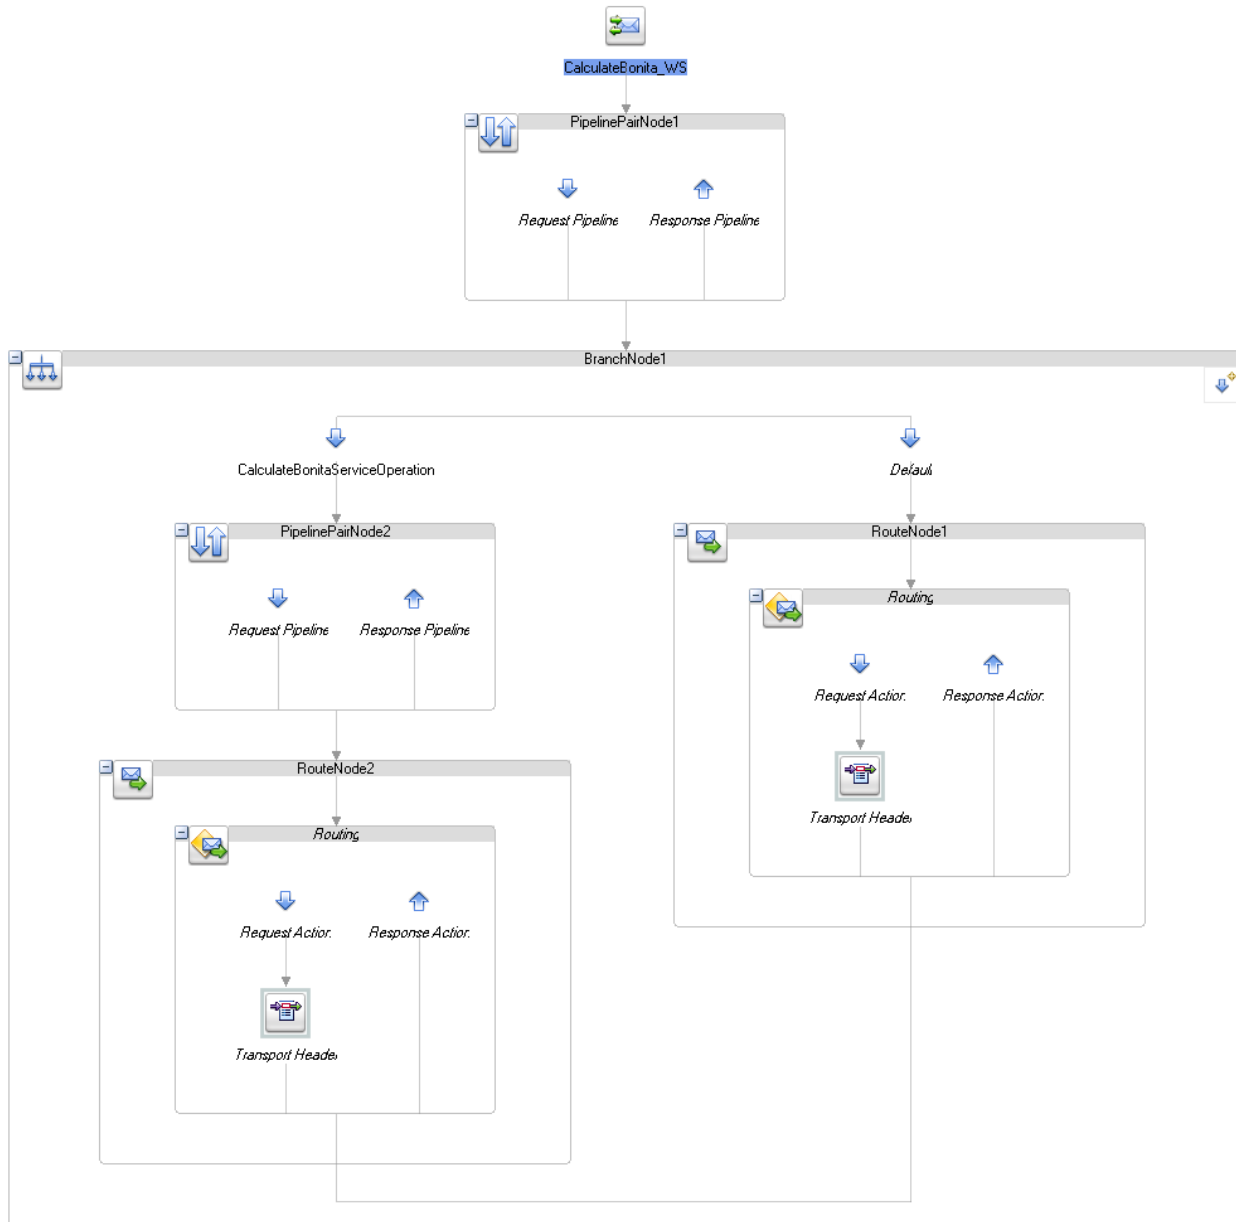 CalculateBonita_WS
PipelinePairNode1
Request Pipeline
Response Pipeline
BranchNode1
CalculateBonitaServiceOperation
Default
PipelinePairNode2
RouteNode1
Routing
Request Pipeline
Response Pipeline
Request Action
Response Action
RouteNode2
Transport Header
Routing
Request Action
Response Action
Transport Header